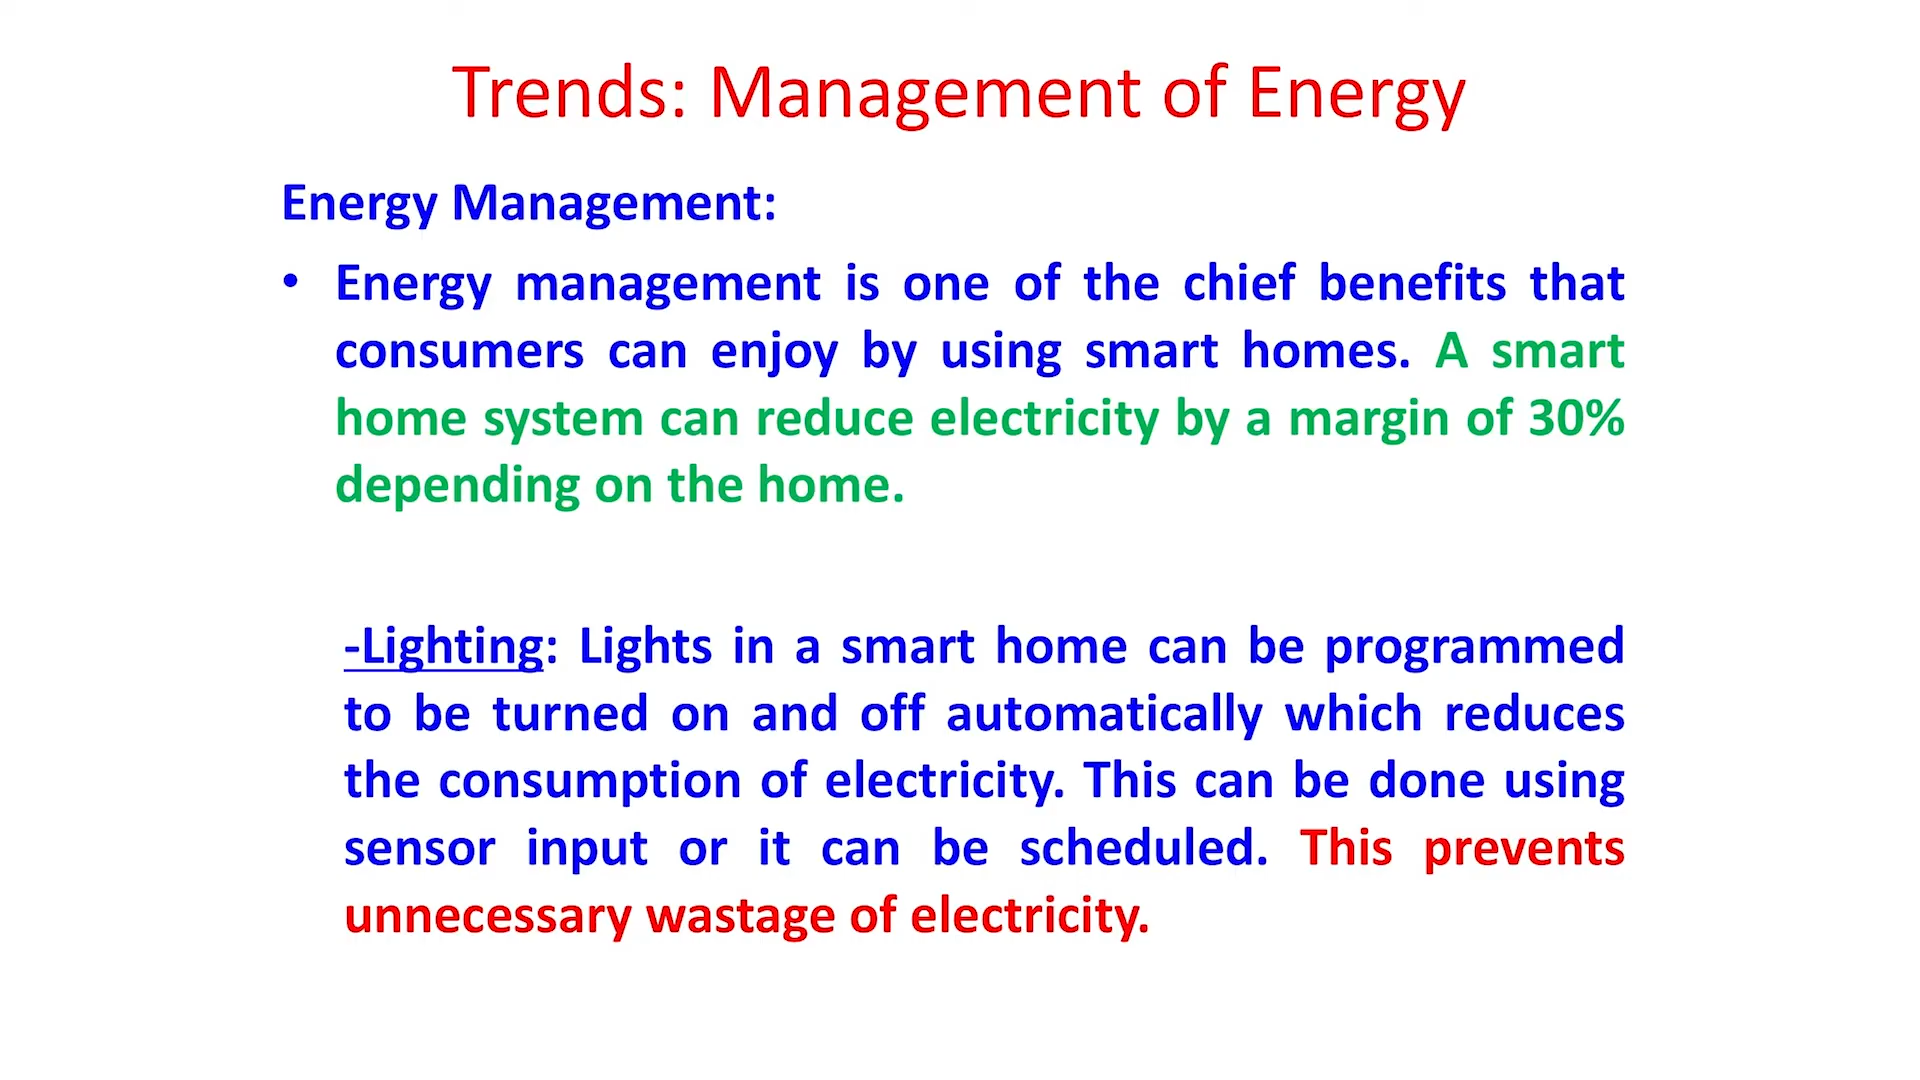 Trends: Management of Energy
Energy Management:
• Energy management is one of the chief benefits that
consumers can enjoy by using smart homes. A smart
home system can reduce electricity by a margin of 30%
depending on the home.
-Lighting: Lights in a smart home can be programmed
to be turned on and off automatically which reduces
the consumption of electricity. This can be done using
sensor input or it can be scheduled. This prevents
unnecessary wastage of electricity.